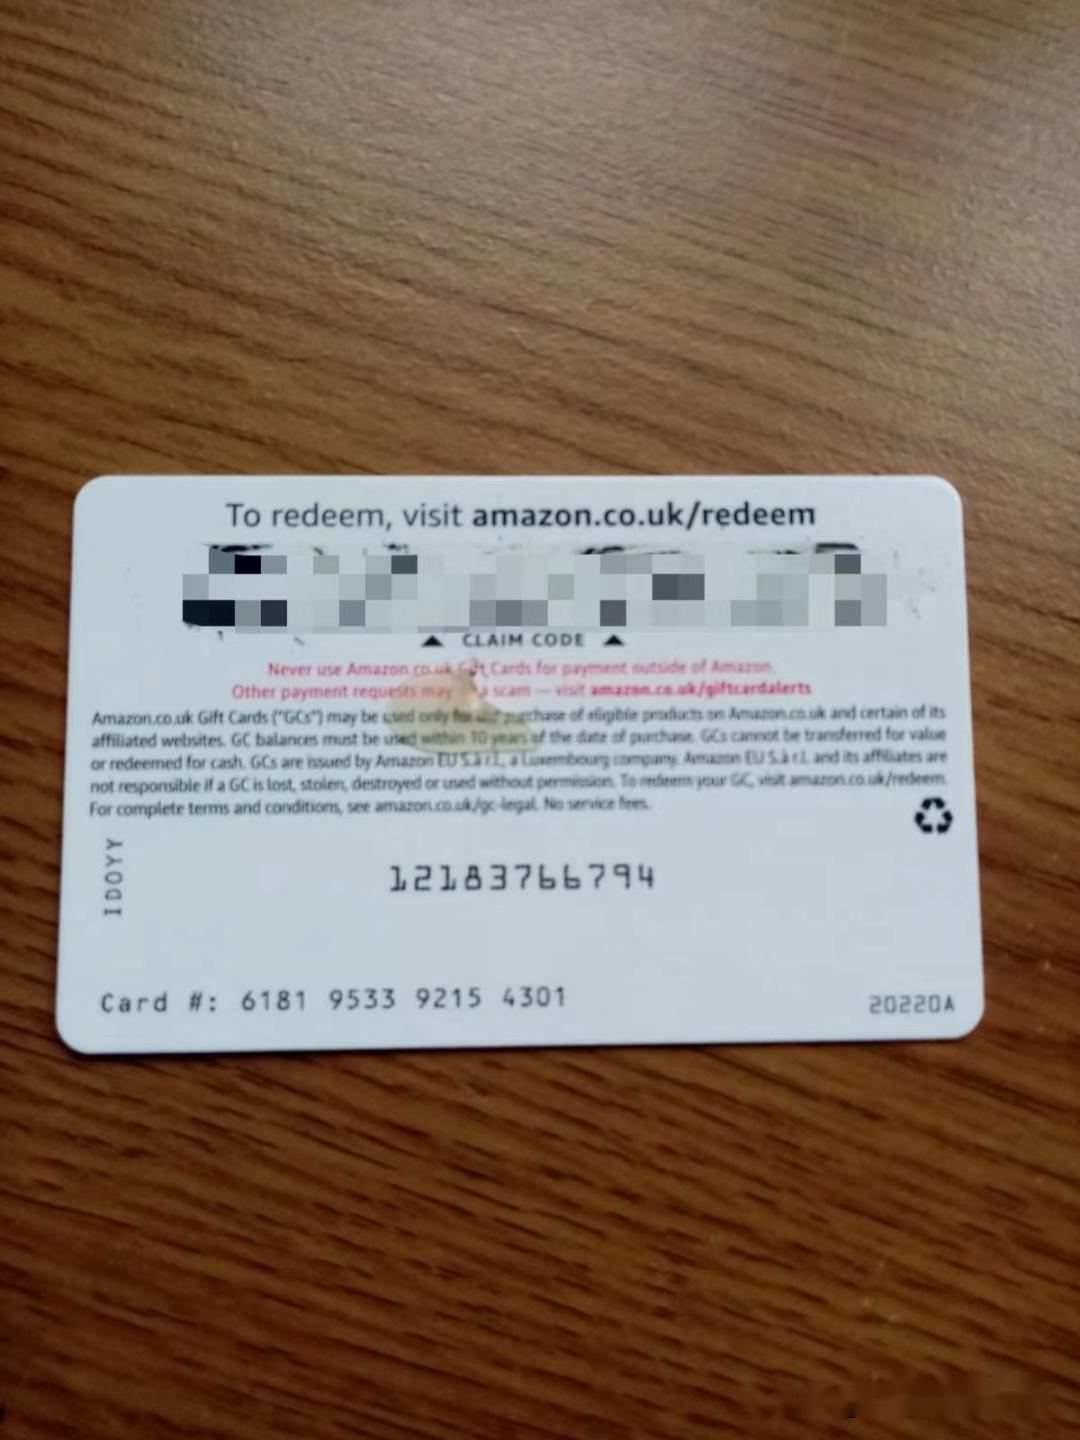 To redeem, visit amazon.co.uk/redeem
CLAIM CODE
Never use Amazon.co.uk Gift Cards for payment outside of Amazon.
Other payment requests may a scam — visit amazon.co.uk/giftcardalerts
Amazon.co.uk Gift Cards ("GCs") may be used only for purchase of eligible products on Amazon.co.uk and certain of its
affiliated websites. GC balances must be used within 10 years of the date of purchase. GCs cannot be transferred for value
or redeemed for cash. GCs are issued by Amazon EU S.à r.l., a Luxembourg company. Amazon EU S.à r.l. and its affiliates are
not responsible if a GC is lost, stolen, destroyed or used without permission. To redeem your GC, visit amazon.co.uk/redeem.
For complete terms and conditions, see amazon.co.uk/gc-legal. No service fees.
IDOYY
12183766794
Card #: 6181 9533 9215 4301
20220A